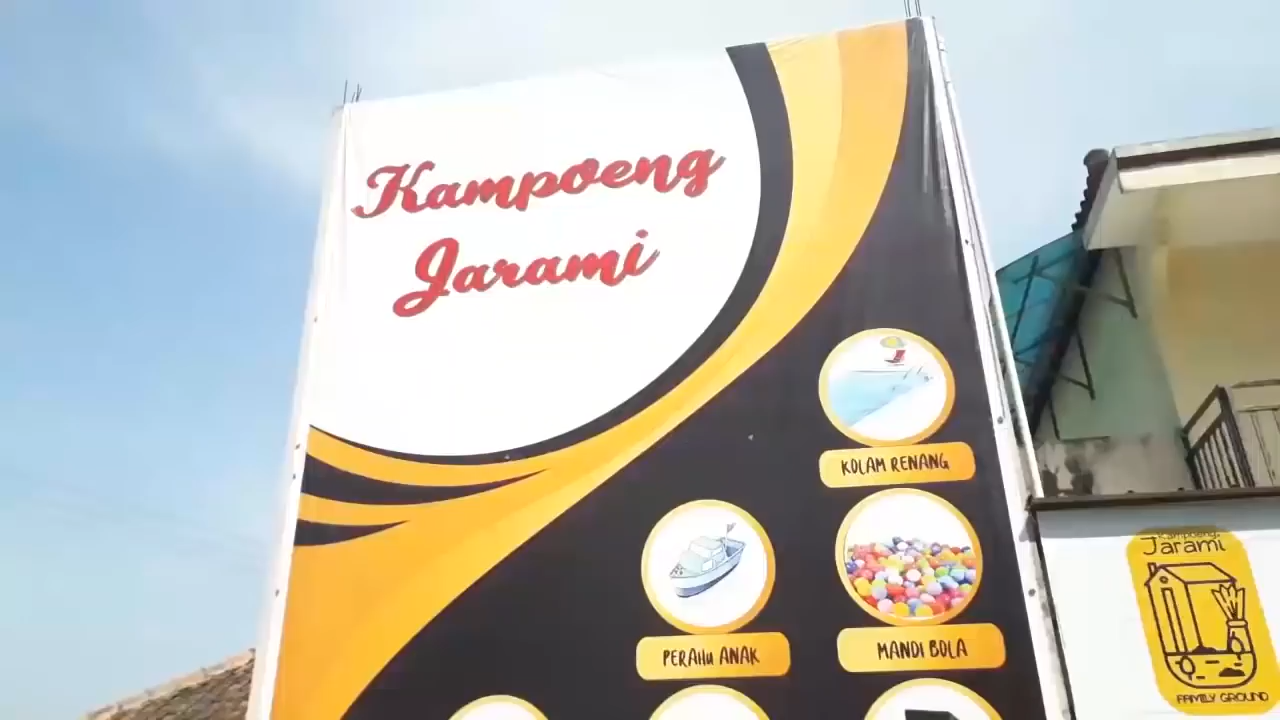 Kampoeng
Jarami
KOLAM RENANG
PERAHU ANAK
MANDI BOLA
Kampoeng
Jarami
FAMILY GROUND